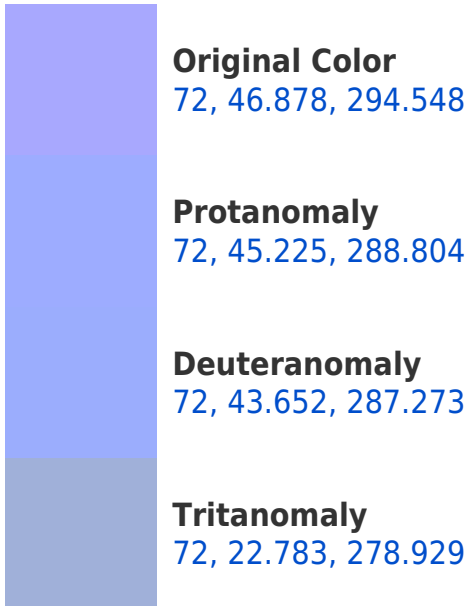 Original Color
72, 46.878, 294.548
Protanomaly
72, 45.225, 288.804
Deuteranomaly
72, 43.652, 287.273
Tritanomaly
72, 22.783, 278.929